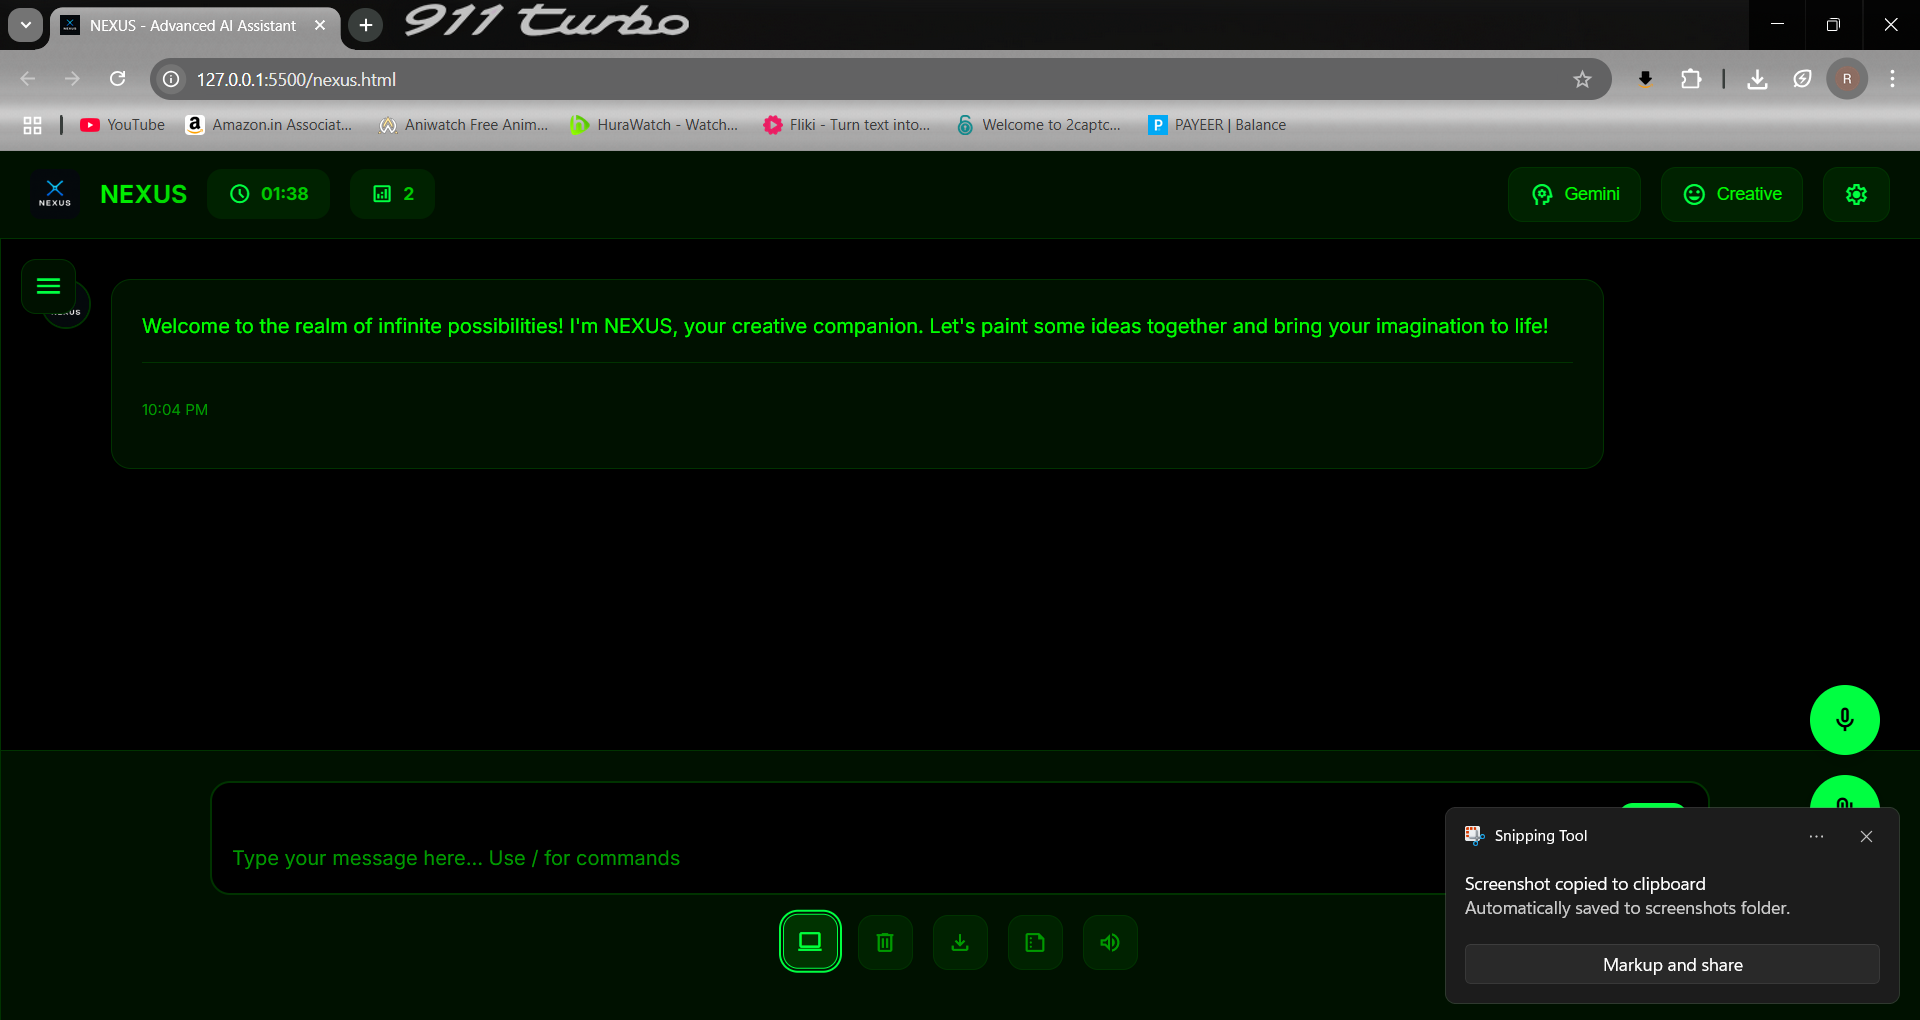 NEXUS - Advanced AI Assistant
911 turbo
127.0.0.1:5500/nexus.html
R
YouTube
Amazon.in Associat...
Aniwatch Free Anim...
HuraWatch - Watch...
Fliki - Turn text into...
Welcome to 2captc...
PAYEER | Balance
NEXUS
NEXUS
01:38
2
Gemini
Creative
Welcome to the realm of infinite possibilities! I'm NEXUS, your creative companion. Let's paint some ideas together and bring your imagination to life!
10:04 PM
Type your message here... Use / for commands
Snipping Tool
Screenshot copied to clipboard
Automatically saved to screenshots folder.
Markup and share